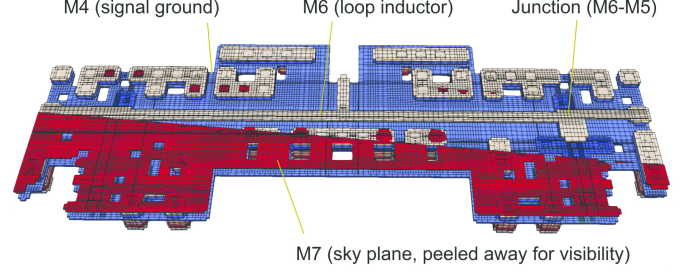 M4 (signal ground)
M6 (loop inductor)
Junction (M6-M5)
M7 (sky plane, peeled away for visibility)